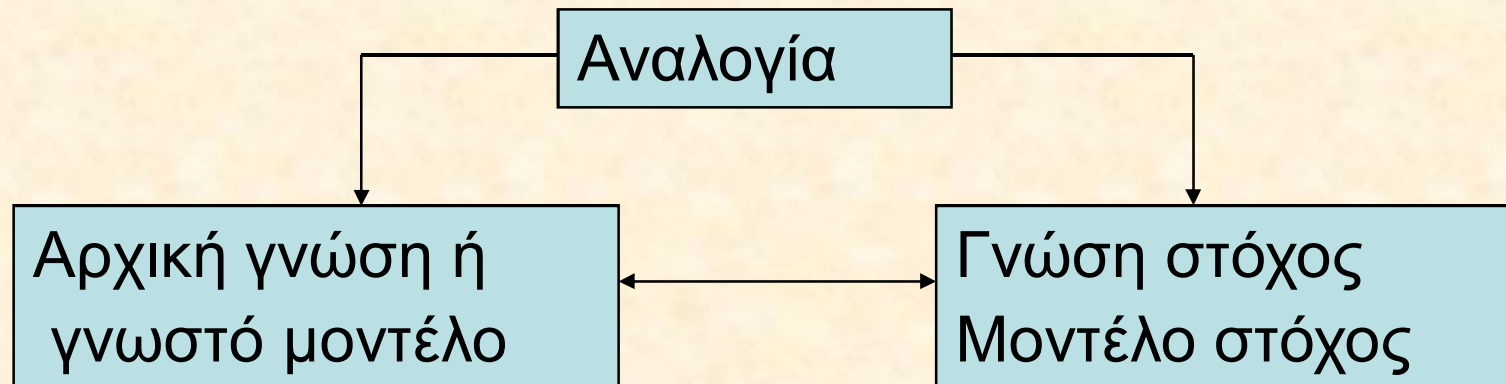 Αναλογία
Αρχική γνώση ή
γνωστό μοντέλο
Γνώση στόχος
Μοντέλο στόχος